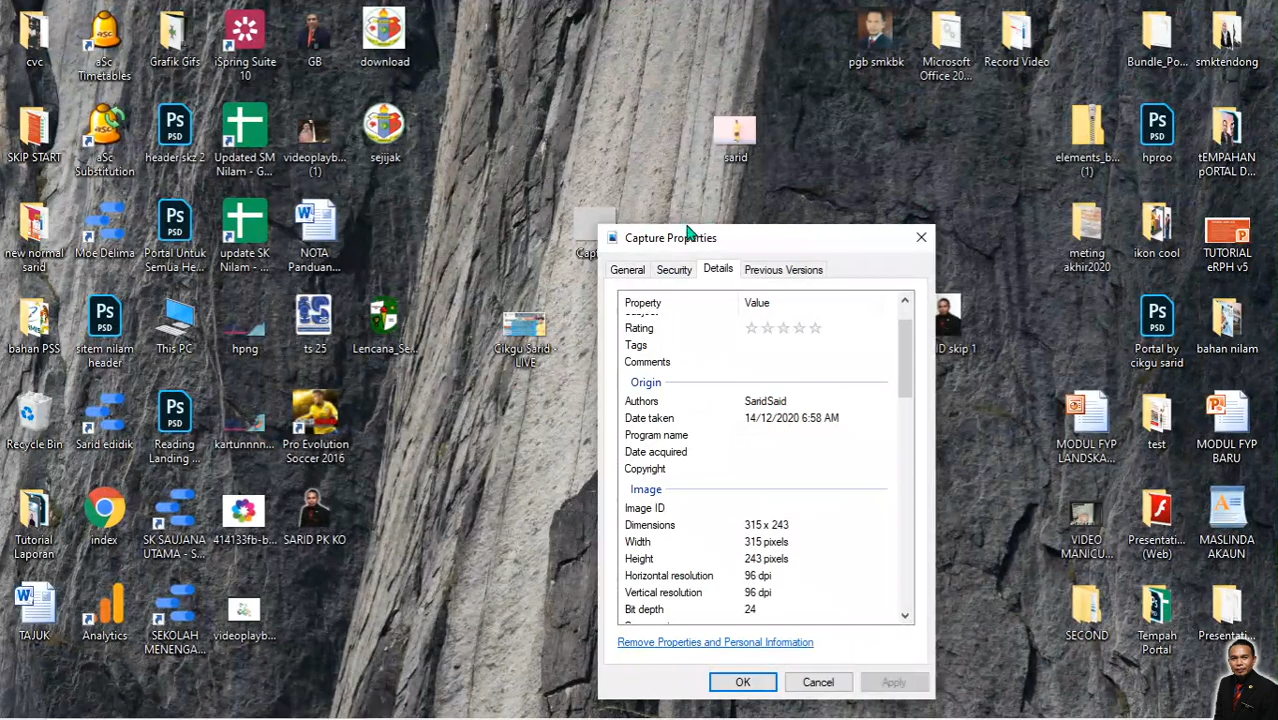 cvc
aSc
Timetables
Grafik Gifs
iSpring Suite
10
GB
download
pgb smkbk
Microsoft
Office 20...
Record Video
Bundle_Po...
smktendong
SKIP START
aSc
Substitution
PSD
header skz 2
Updated SM
Nilam - G...
videoplayb...
(1)
sejijak
sarid
elements_b...
(1)
PSD
hproo
tEMPAHAN
pORTAL D...
new normal
sarid
Moe Delima
PSD
Portal Untuk
Semua He...
update SK
Nilam - S...
NOTA
Panduan...
meting
akhir2020
ikon cool
TUTORIAL
eRPH v5
bahan PSS
PSD
sitem nilam
header
This PC
hpng
ts 25
Lencana_Se...
Cikgu Sarid -
LIVE
ID skip 1
PSD
Portal by
cikgu sarid
bahan nilam
Recycle Bin
Sarid edidik
PSD
Reading
Landing ...
kartunnnn...
Pro Evolution
Soccer 2016
MODUL FYP
LANDSKA...
test
MODUL FYP
BARU
Tutorial
Laporan
index
SK SAUJANA
UTAMA - S...
414133fb-b...
SARID PK KO
VIDEO
MANICU...
Presentati...
(Web)
MASLINDA
AKAUN
TAJUK
Analytics
SEKOLAH
MENENGA...
videoplayb...
SECOND
Tempah
Portal
Presentati...
Capture Properties
General Security Details Previous Versions
Property Value
Rating
Tags
Comments
Origin
Authors SaridSaid
Date taken 14/12/2020 6:58 AM
Program name
Date acquired
Copyright
Image
Image ID
Dimensions 315 x 243
Width 315 pixels
Height 243 pixels
Horizontal resolution 96 dpi
Vertical resolution 96 dpi
Bit depth 24
Remove Properties and Personal Information
OK Cancel Apply